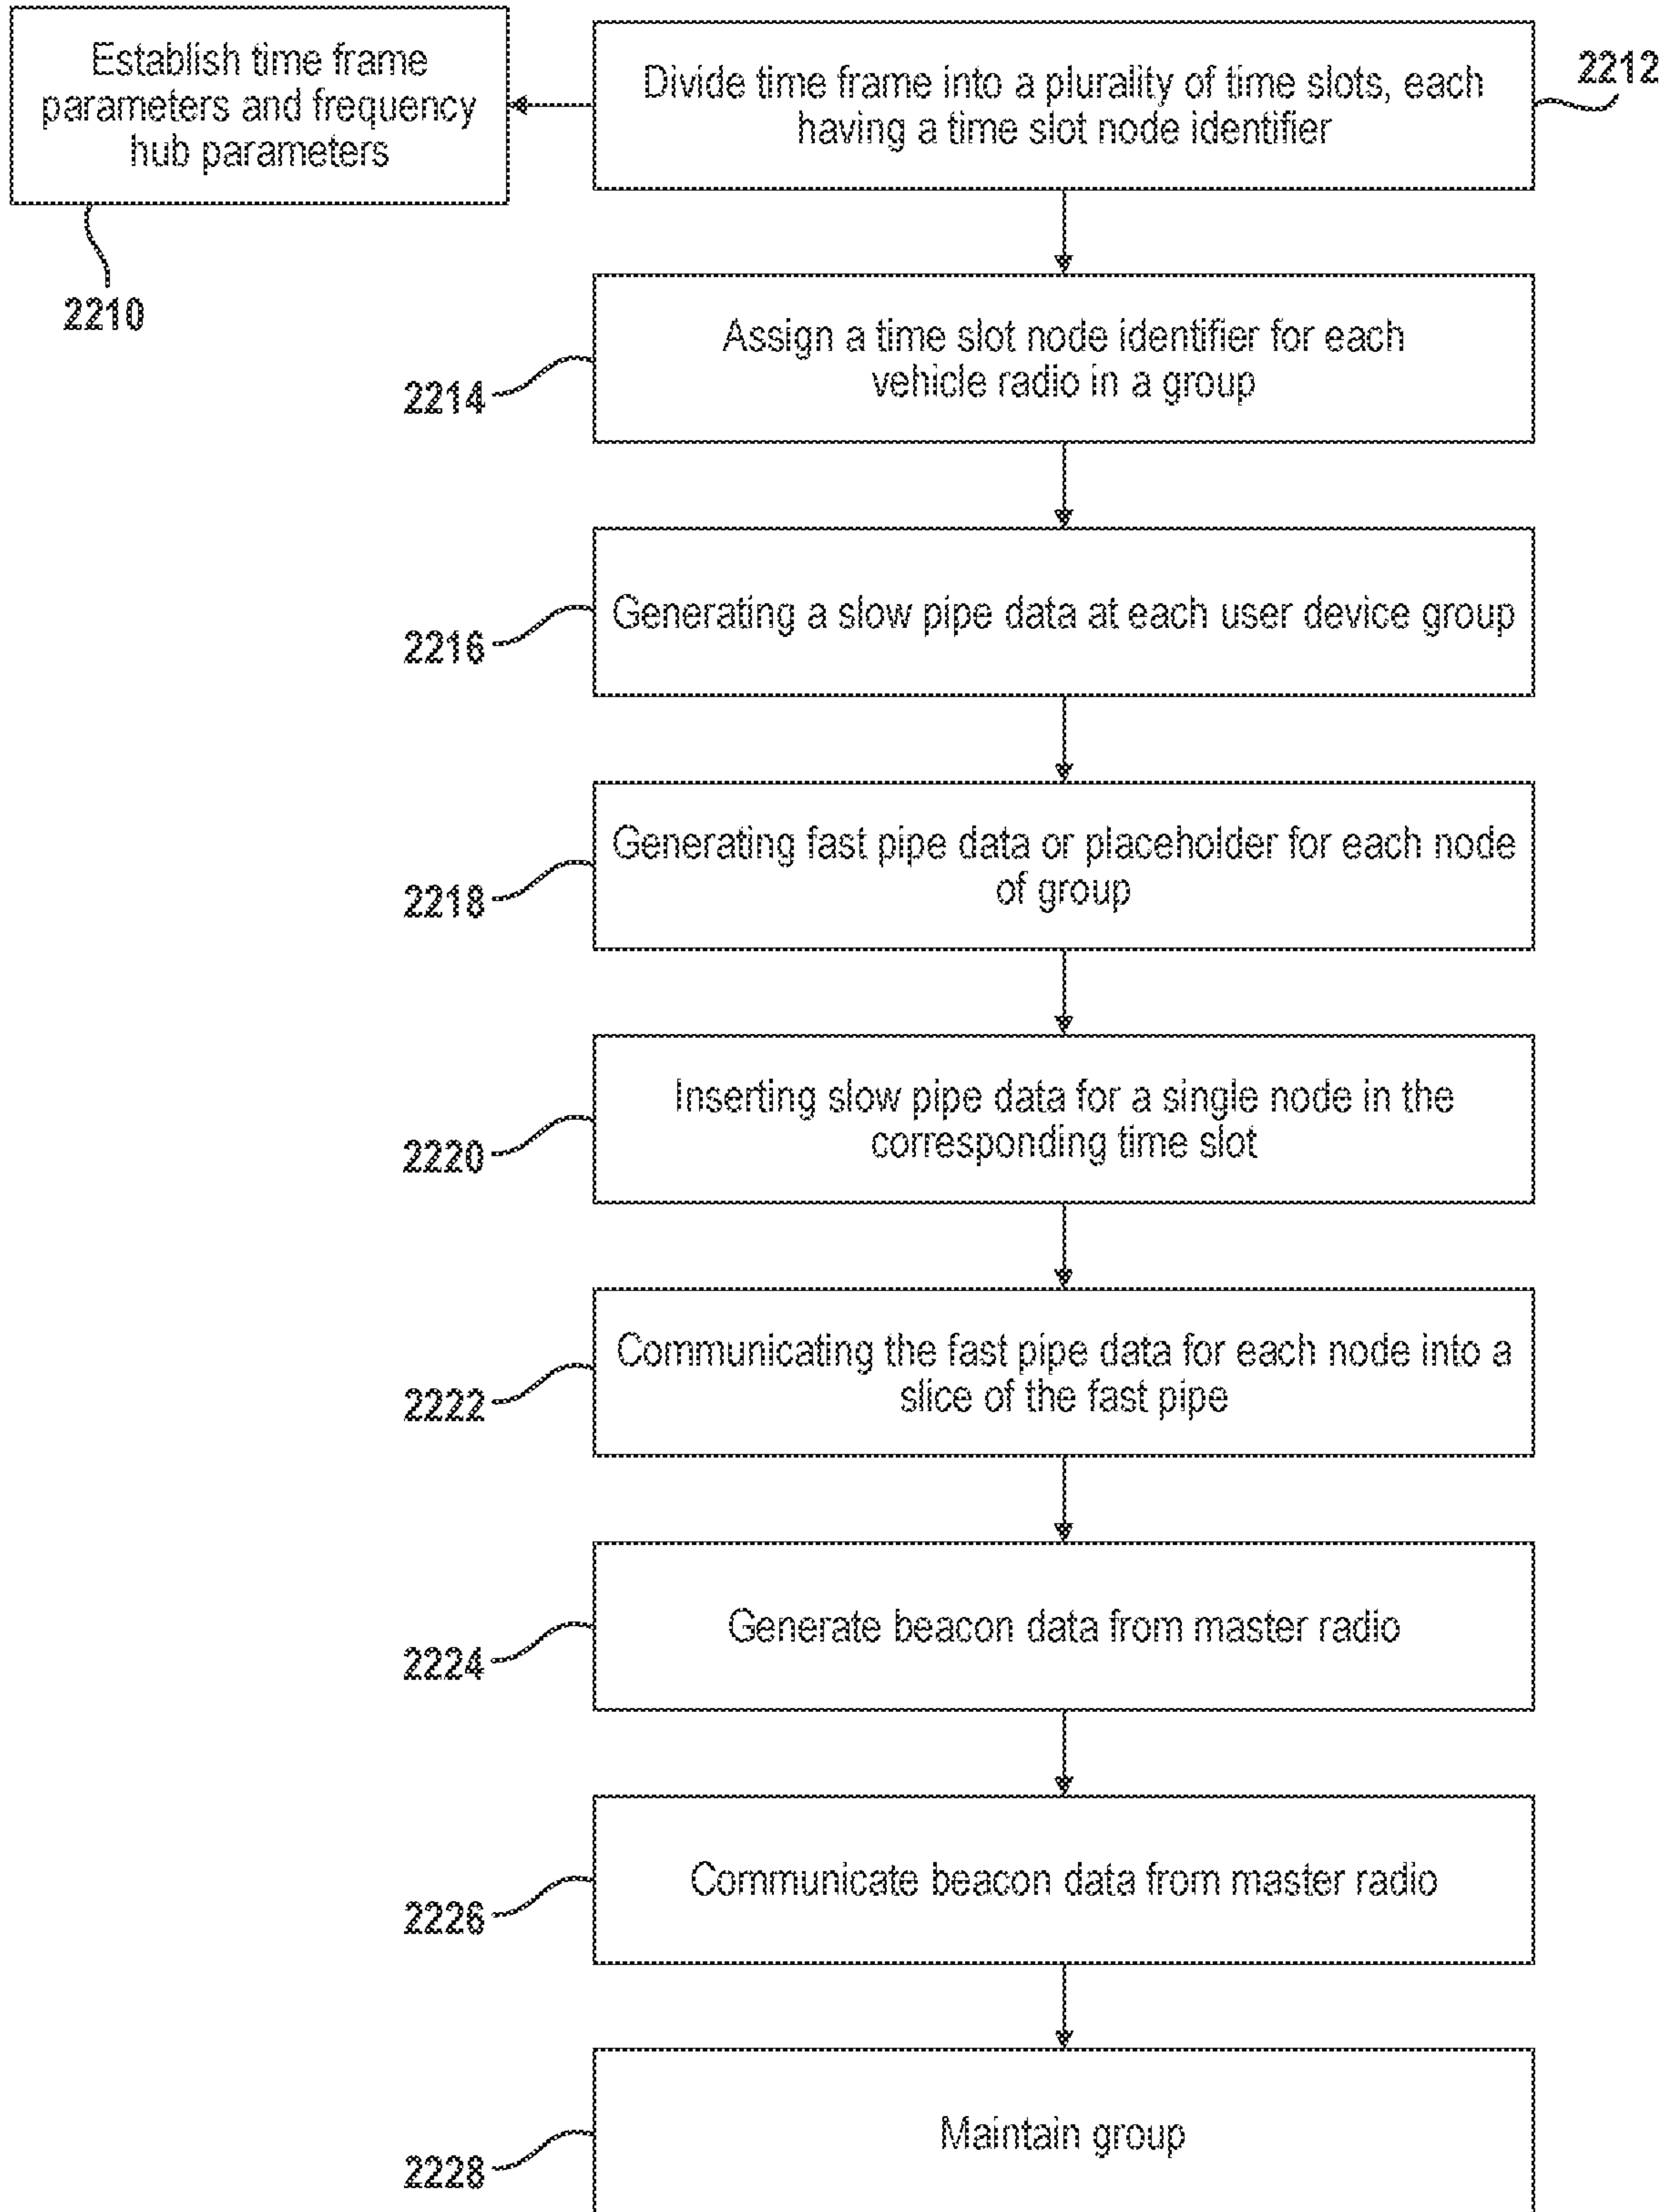 Establish time frame
parameters and frequency
hub parameters
2210
Divide time frame into a plurality of time slots, each
having a time slot node identifier
2212
Assign a time slot node identifier for each
vehicle radio in a group
2214
Generating a slow pipe data at each user device group
2216
Generating fast pipe data or placeholder for each node
of group
2218
Inserting slow pipe data for a single node in the
corresponding time slot
2220
Communicating the fast pipe data for each node into a
slice of the fast pipe
2222
Generate beacon data from master radio
2224
Communicate beacon data from master radio
2226
Maintain group
2228